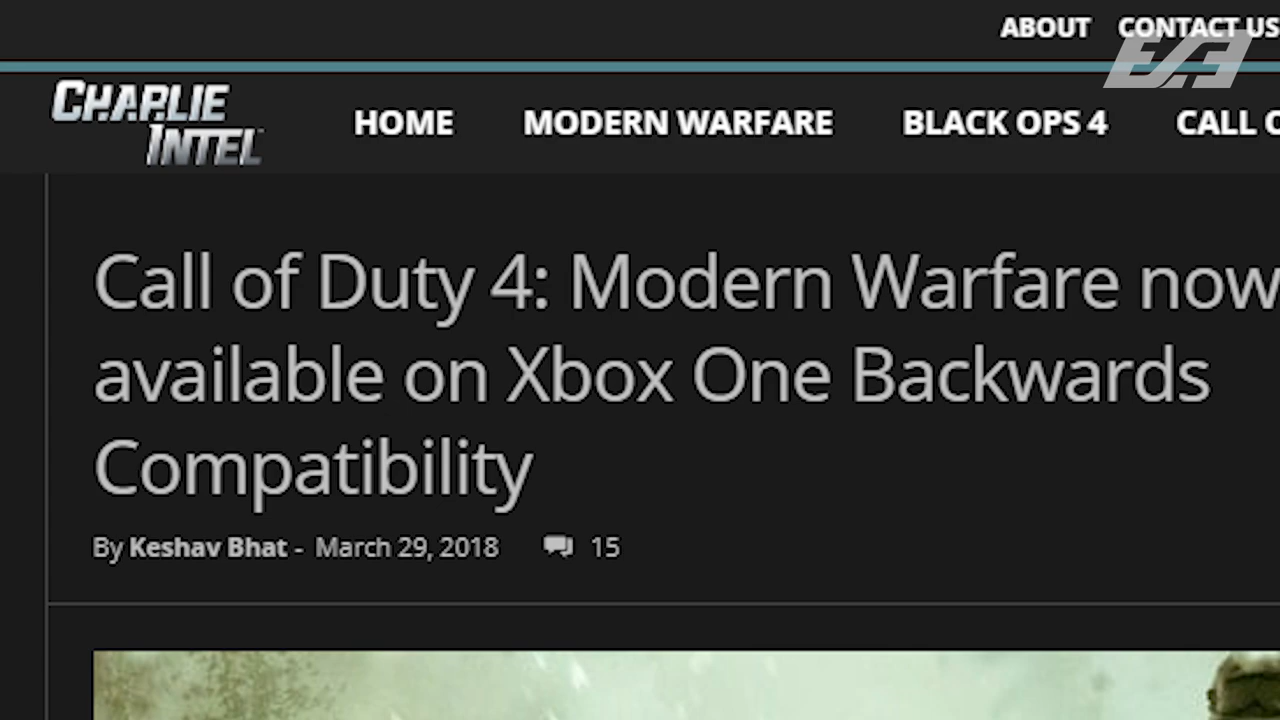 ABOUT CONTACT US
CHARLIE
INTEL
HOME MODERN WARFARE BLACK OPS 4 CALL
Call of Duty 4: Modern Warfare now
available on Xbox One Backwards
Compatibility
By Keshav Bhat - March 29, 2018 15